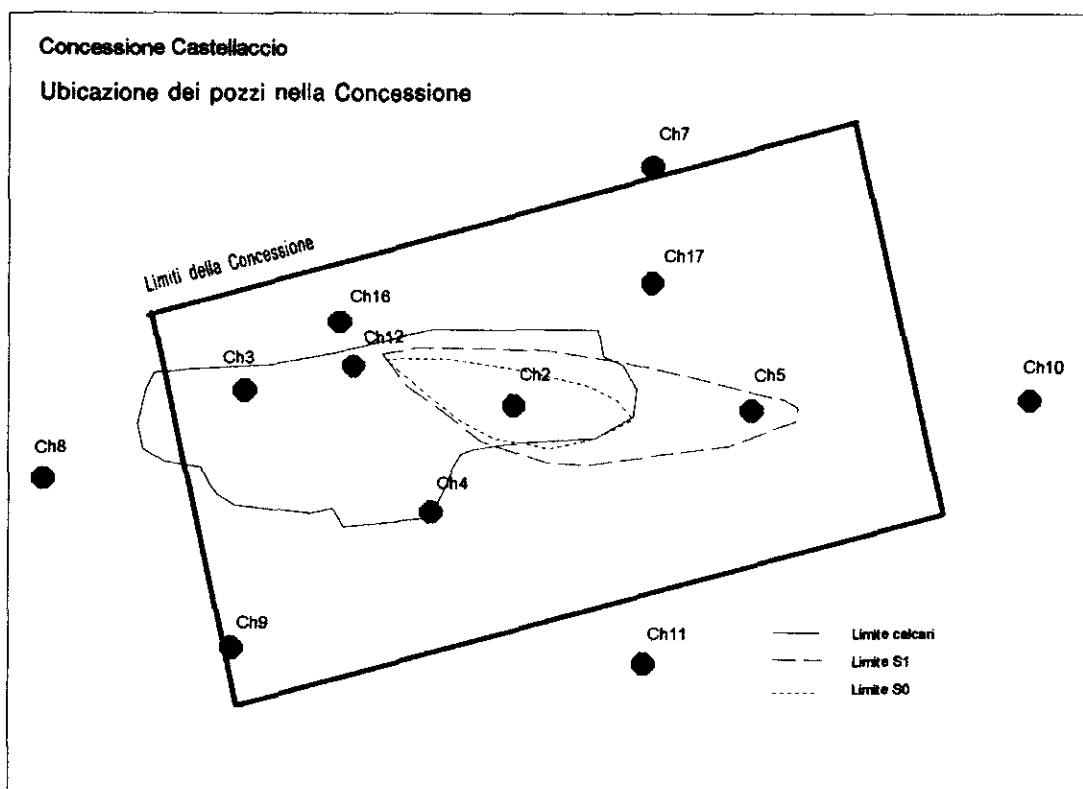 Concessione Castellaccio
Ubicazione dei pozzi nella Concessione
Ch7
Limiti della Concessione
Ch17
Ch16
Ch12
Ch3
Ch2
Ch5
Ch10
Ch8
Ch4
Ch9
Ch11
Limite calcari
Limite S1
Limite S0